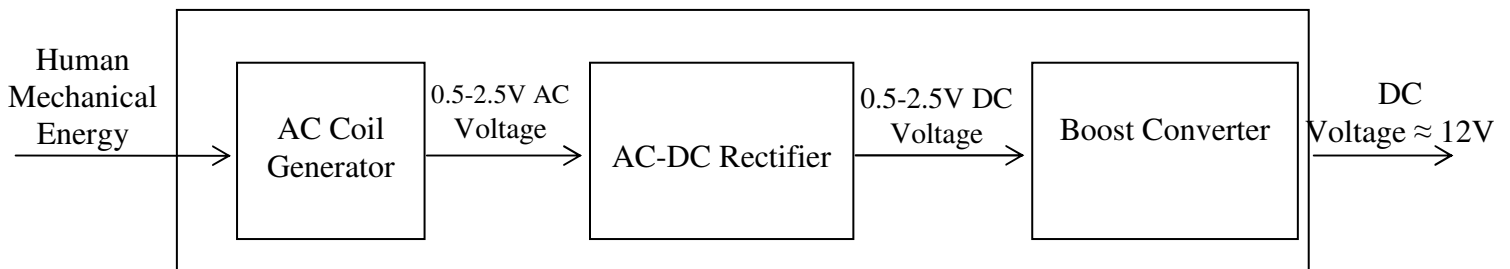 Human
Mechanical
Energy
AC Coil
Generator
0.5-2.5V AC
Voltage
AC-DC Rectifier
0.5-2.5V DC
Voltage
Boost Converter
DC
Voltage ≈ 12V